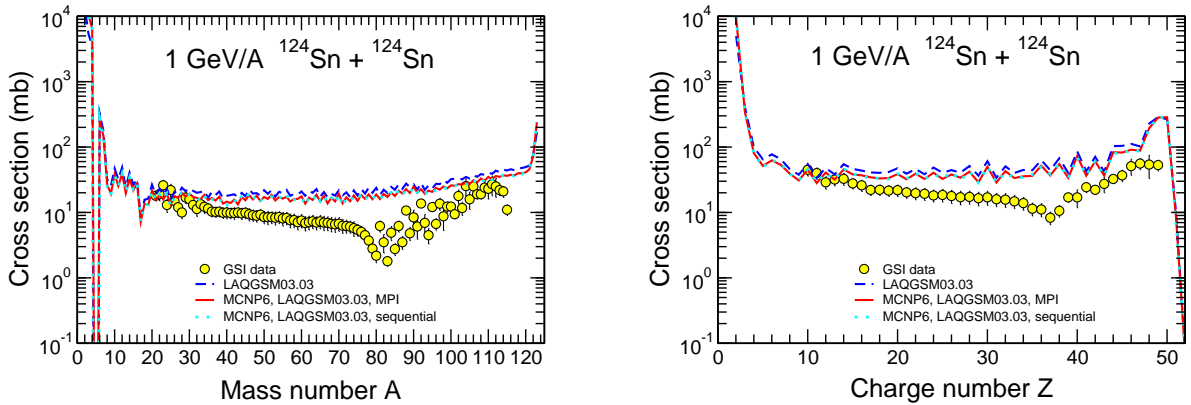 1 GeV/A ¹²⁴Sn + ¹²⁴Sn
Cross section (mb)
10⁴
10³
10²
10¹
10⁰
10⁻¹
GSI data
LAQGSM03.03
MCNP6, LAQGSM03.03, MPI
MCNP6, LAQGSM03.03, sequential
0 10 20 30 40 50 60 70 80 90 100 110 120
Mass number A
1 GeV/A ¹²⁴Sn + ¹²⁴Sn
Cross section (mb)
10⁴
10³
10²
10¹
10⁰
10⁻¹
GSI data
LAQGSM03.03
MCNP6, LAQGSM03.03, MPI
MCNP6, LAQGSM03.03, sequential
0 10 20 30 40 50
Charge number Z